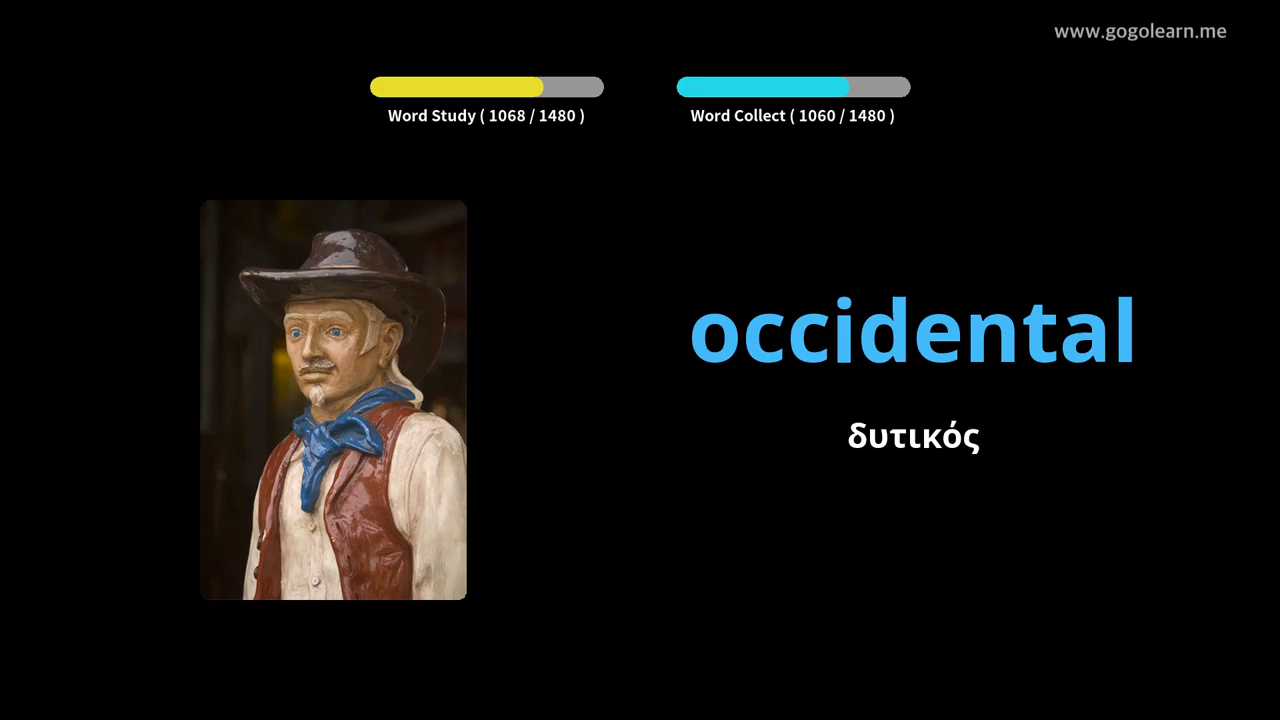 www.gogolearn.me
Word Study ( 1068 / 1480 )
Word Collect ( 1060 / 1480 )
occidental
δυτικός